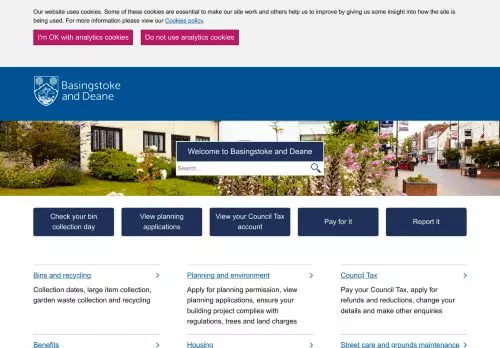 Our website uses cookies. Some of these cookies are essential to make our site work and others help us to improve by giving us some insight into how the site is
being used. For more information please view our Cookies policy.
I'm OK with analytics cookies
Do not use analytics cookies
Basingstoke
and Deane
Welcome to Basingstoke and Deane
Search...
Check your bin
collection day
View planning
applications
View your Council Tax
account
Pay for it
Report it
Bins and recycling
Collection dates, large item collection,
garden waste collection and recycling
Planning and environment
Apply for planning permission, view
planning applications, ensure your
building project complies with
regulations, trees and land charges
Council Tax
Pay your Council Tax, apply for
refunds and reductions, change your
details and make other enquiries
Benefits
Housing
Street care and grounds maintenance